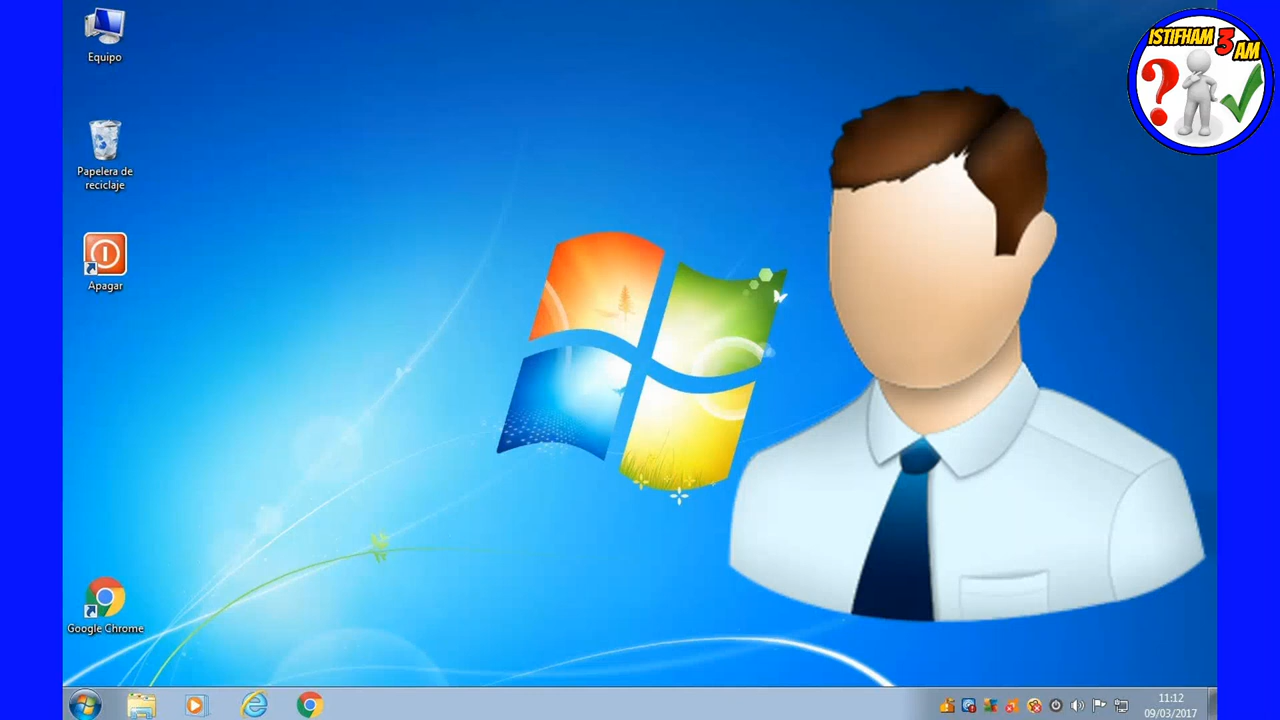 Equipo
Papelera de
reciclaje
Apagar
Google Chrome
ISTIFHAM 3 AM
11:12
09/03/2017